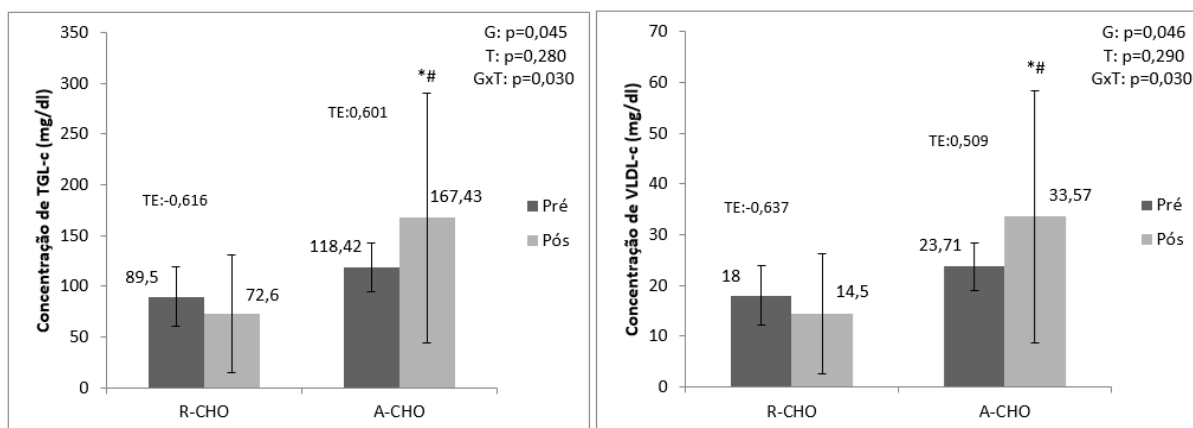 350
300
250
200
150
100
50
0
Concentração de TGL-c (mg/dl)
G: p=0,045
T: p=0,280
GxT: p=0,030
*#
TE:0,601
TE:-0,616
167,43
118,42
89,5
72,6
Pré
Pós
R-CHO
A-CHO
70
60
50
40
30
20
10
0
Concentração de VLDL-c (mg/dl)
G: p=0,046
T: p=0,290
GxT: p=0,030
*#
TE:0,509
TE:-0,637
33,57
23,71
18
14,5
Pré
Pós
R-CHO
A-CHO